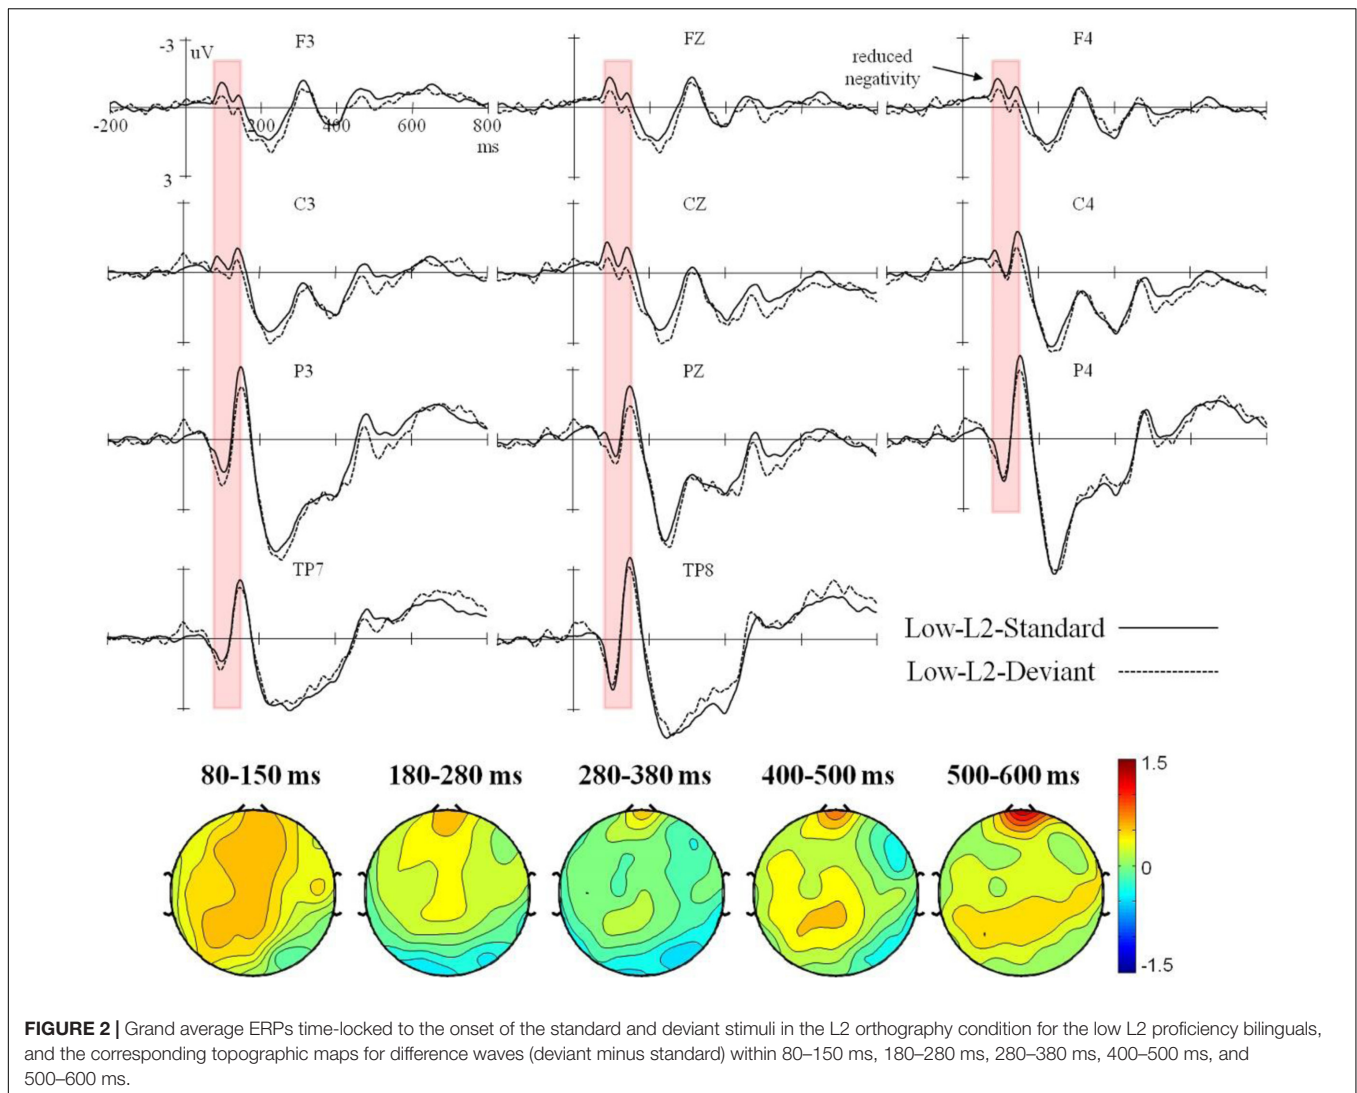 -3
uV
F3
FZ
F4
reduced
negativity
-200
200
400
600
800
ms
3
C3
CZ
C4
P3
PZ
P4
TP7
TP8
Low-L2-Standard
Low-L2-Deviant
80-150 ms
180-280 ms
280-380 ms
400-500 ms
500-600 ms
1.5
0
-1.5
FIGURE 2 | Grand average ERPs time-locked to the onset of the standard and deviant stimuli in the L2 orthography condition for the low L2 proficiency bilinguals,
and the corresponding topographic maps for difference waves (deviant minus standard) within 80–150 ms, 180–280 ms, 280–380 ms, 400–500 ms, and
500–600 ms.